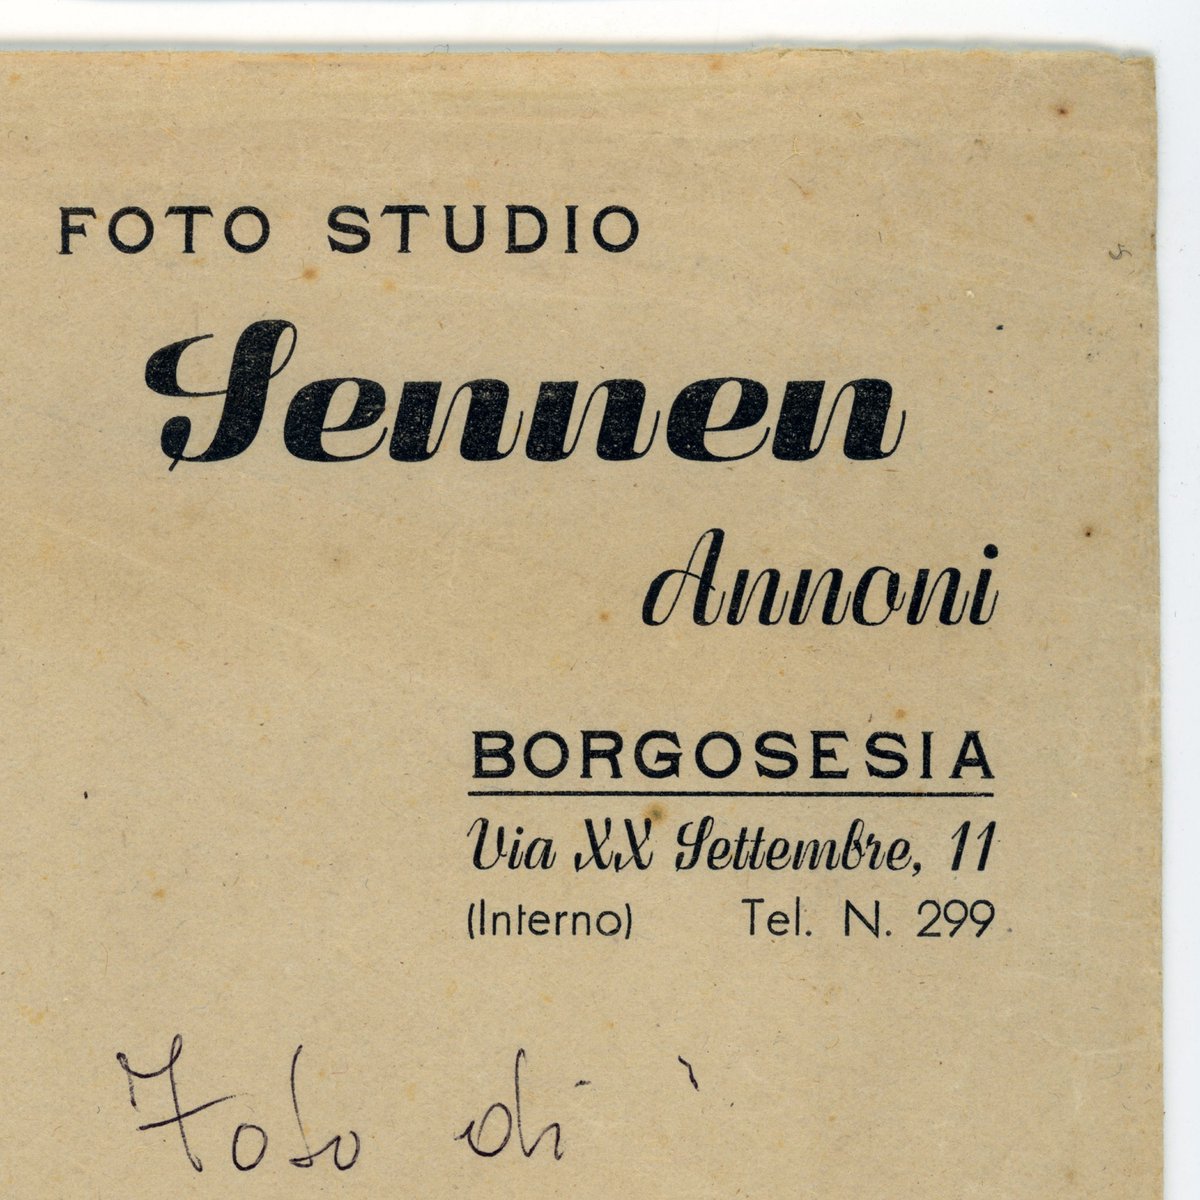 FOTO STUDIO
Sennen
Annoni
BORGOSESIA
Via XX Settembre, 11
(Interno) Tel. N. 299
Foto di